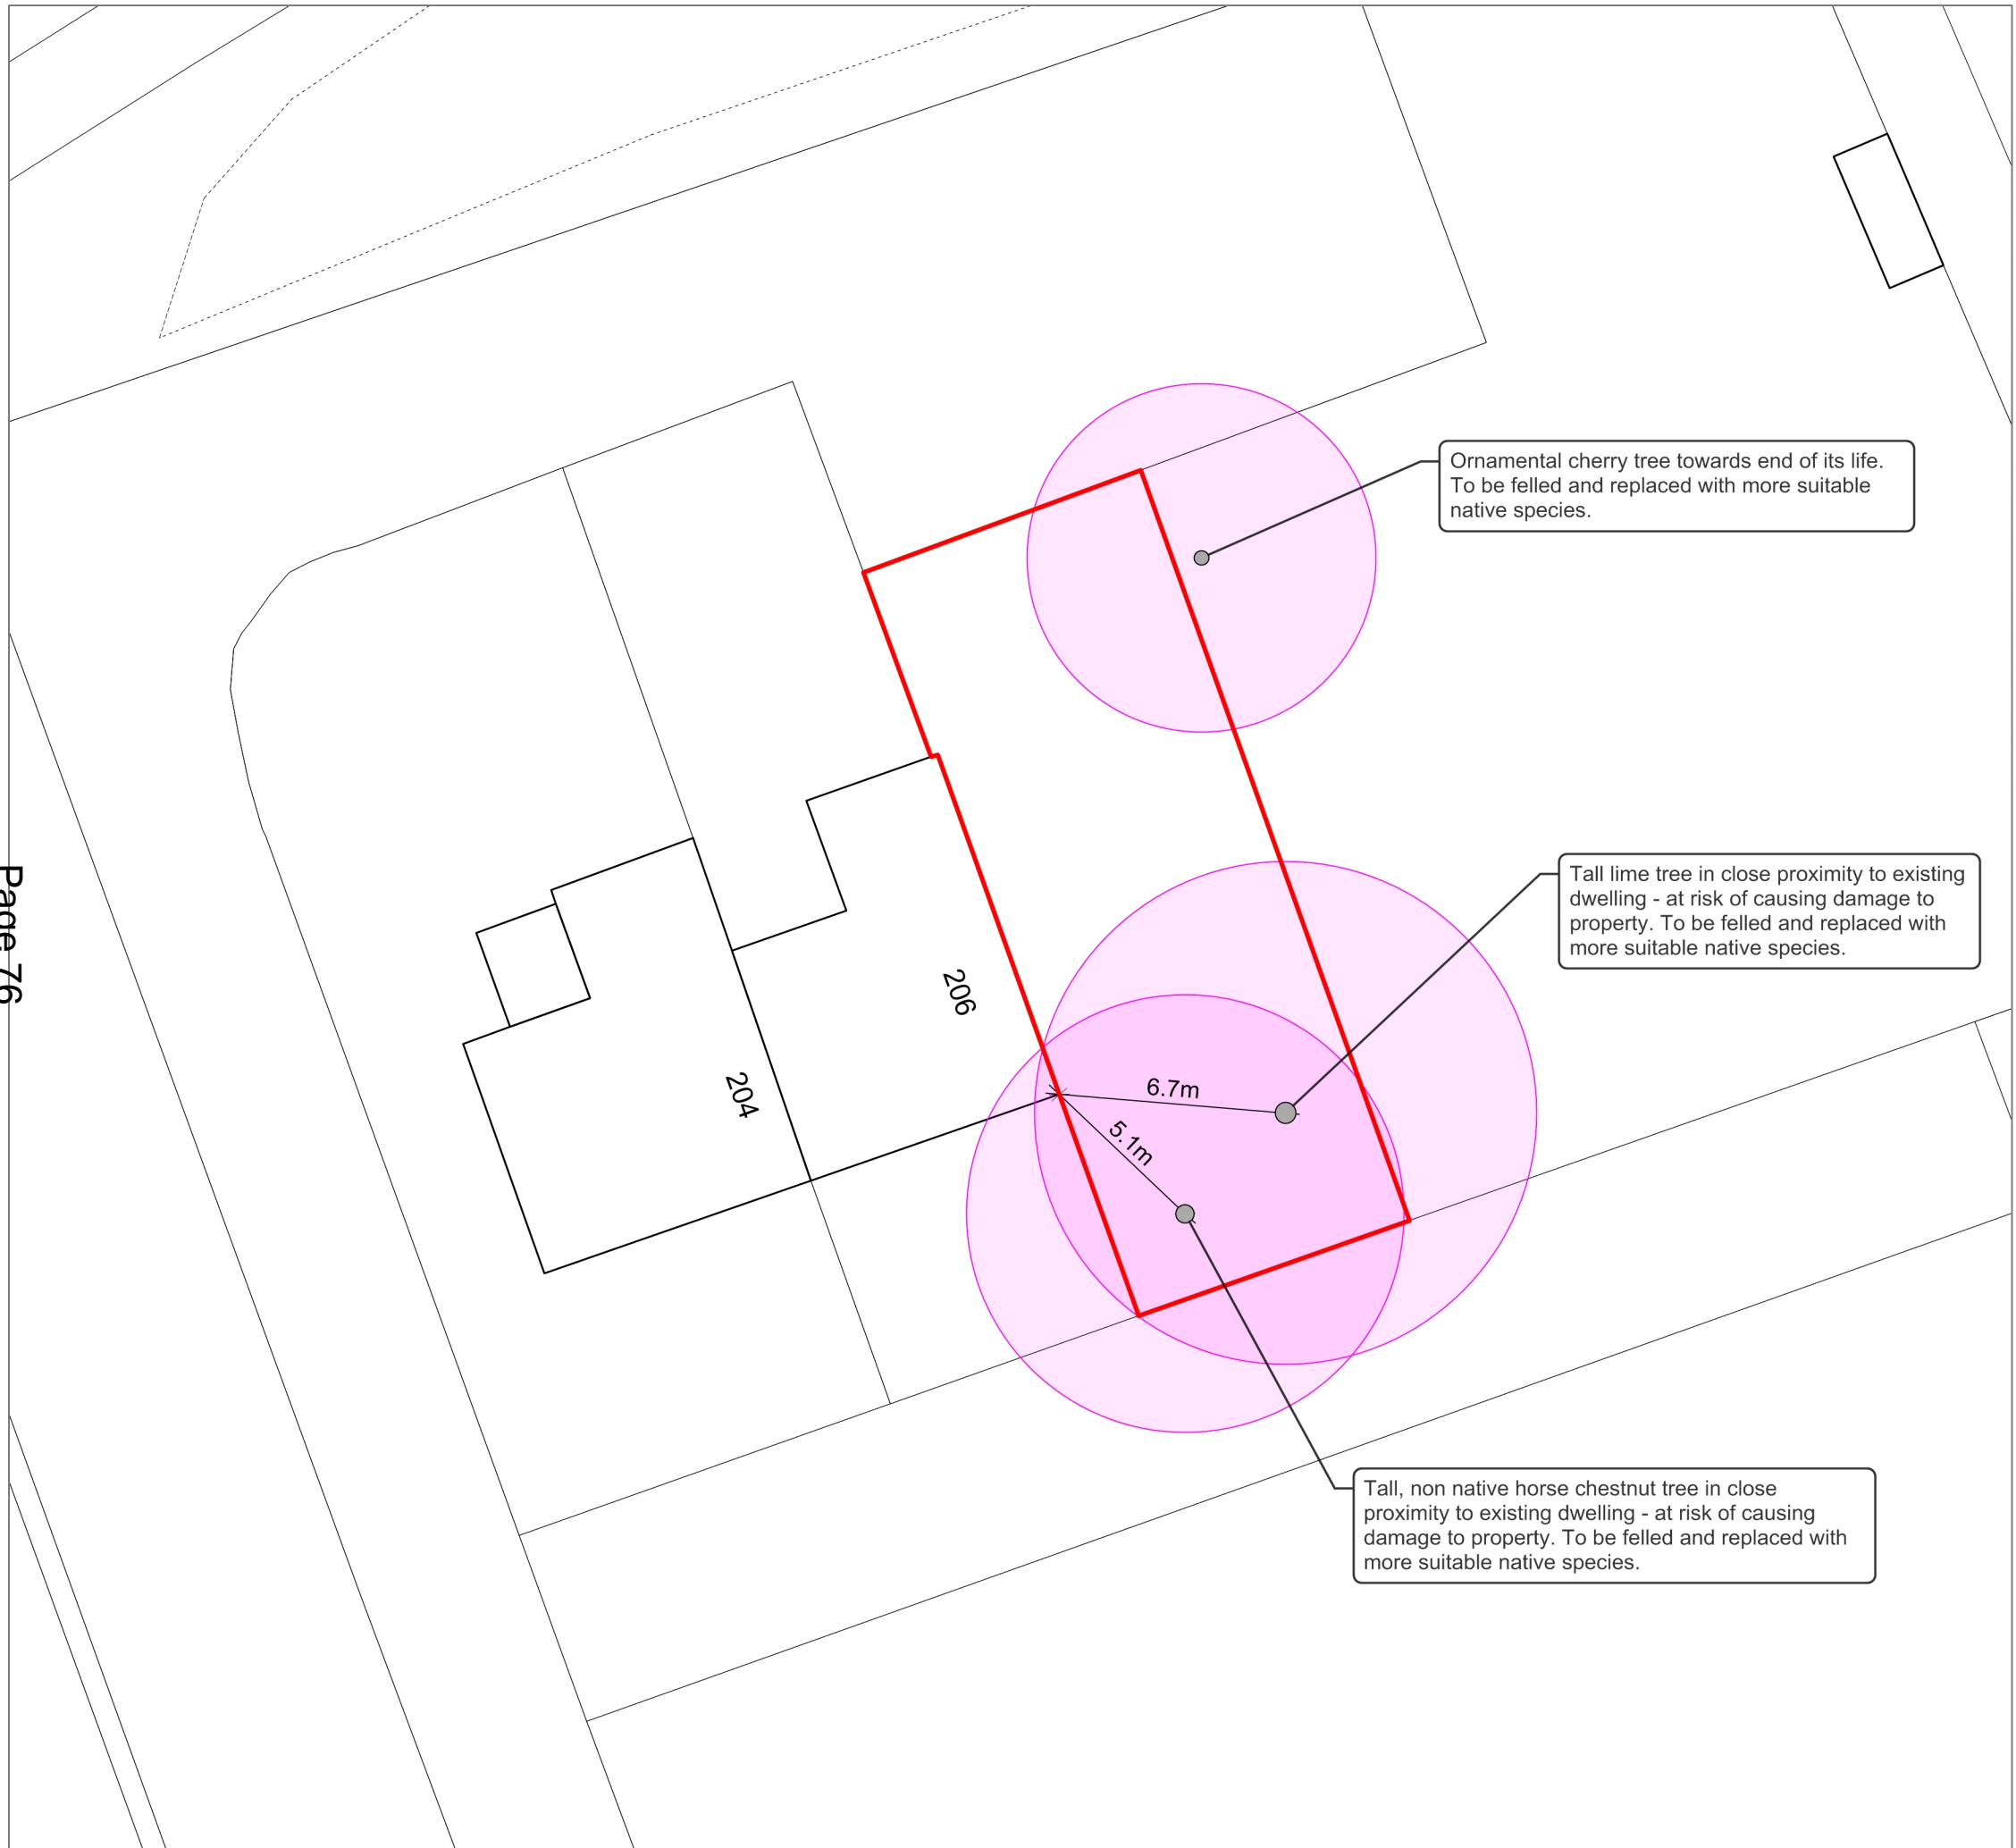 Ornamental cherry tree towards end of its life.
To be felled and replaced with more suitable
native species.
Tall lime tree in close proximity to existing
dwelling - at risk of causing damage to
property. To be felled and replaced with
more suitable native species.
Page 76
206
204
6.7m
5.1m
Tall, non native horse chestnut tree in close
proximity to existing dwelling - at risk of causing
damage to property. To be felled and replaced with
more suitable native species.